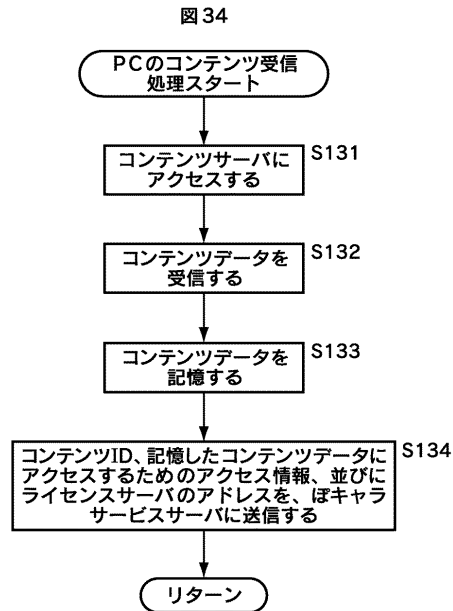 図34
PCのコンテンツ受信
処理スタート
コンテンツサーバに
アクセスする
S131
コンテンツデータを
受信する
S132
コンテンツデータを
記憶する
S133
コンテンツID、記憶したコンテンツデータに
アクセスするためのアクセス情報、並びに
ライセンスサーバのアドレスを、ぽキャラ
サービスサーバに送信する
S134
リターン